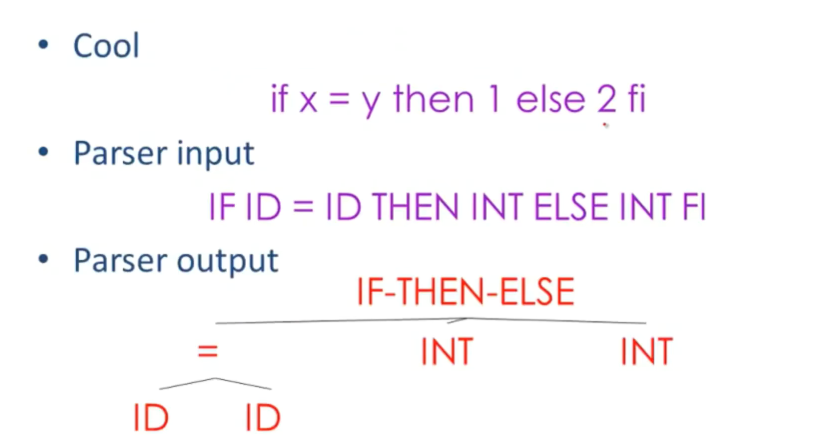 • Cool
if x = y then 1 else 2 fi
• Parser input
IF ID = ID THEN INT ELSE INT FI
• Parser output
IF-THEN-ELSE
= INT INT
ID ID